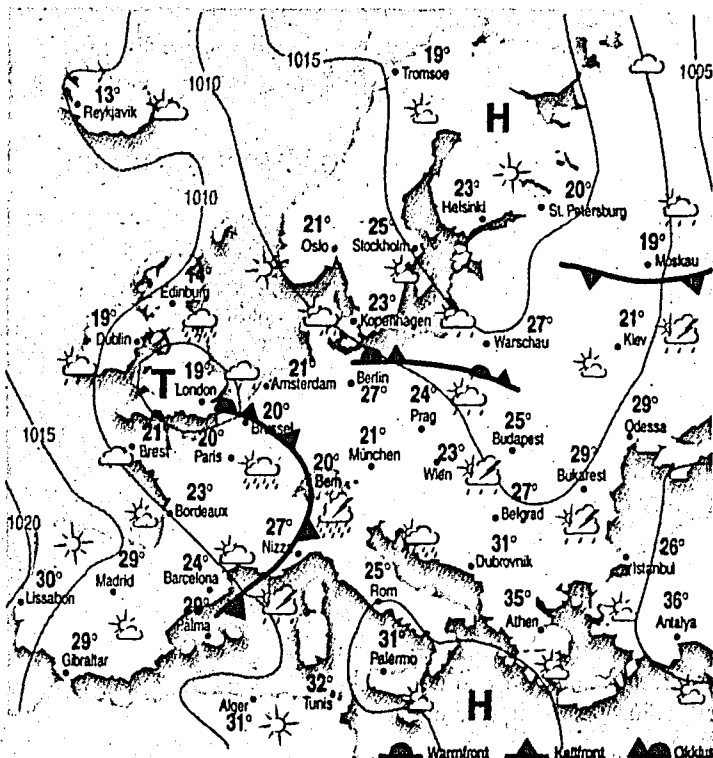 1015
19°
Tromsoe
1005
13°
Reykjavik
1010
H
1010
23°
Helsinki
20°
St. Petersburg
21°
Oslo
25°
Stockholm
19°
Moskau
14°
Edinburg
19°
Dublin
23°
Kopenhagen
27°
Warschau
21°
Kiev
T
19°
London
21°
Amsterdam
Berlin
27°
24°
Prag
20°
Brüssel
1015
21°
Brest
20°
Paris
20°
Bern
21°
München
23°
Wien
25°
Budapest
29°
Odessa
29°
Bukarest
1020
23°
Bordeaux
27°
Belgrad
27°
Nizza
31°
Dubrovnik
26°
Istanbul
30°
Lissabon
29°
Madrid
24°
Barcelona
25°
Rom
35°
Athen
36°
Antalya
Palma
29°
Gibraltar
31°
Palermo
32°
Tunis
Alger
31°
H
Warmfront Kaltfront